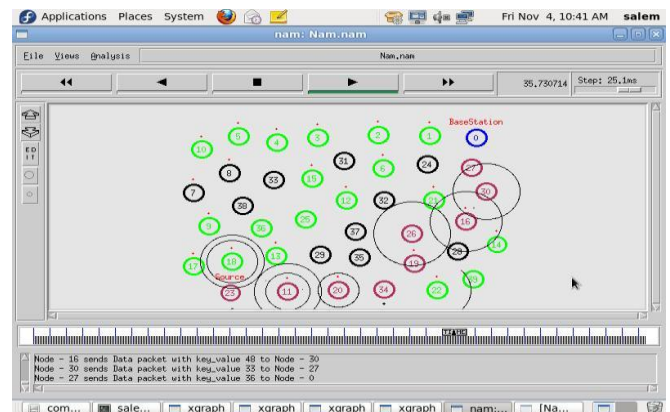 Applications Places System Fri Nov 4, 10:41 AM salem
nam: Nam.nam
File Views Analysis Nam.nam
35.730714 Step: 25.1ms
BaseStation
5 4 3 2 1 0
10
31 24 27
8 33 15 6 30
7
38 12 32 21
9 36 25 16
37 26 14
18 13 29 35 28
17 19
Source
23 11 20 34 22 39
TIME
Node - 16 sends Data packet with key_value 48 to Node - 30
Node - 30 sends Data packet with key_value 33 to Node - 27
Node - 27 sends Data packet with key_value 36 to Node - 0
com... sale... xgraph xgraph xgraph xgraph nam:... [Na...